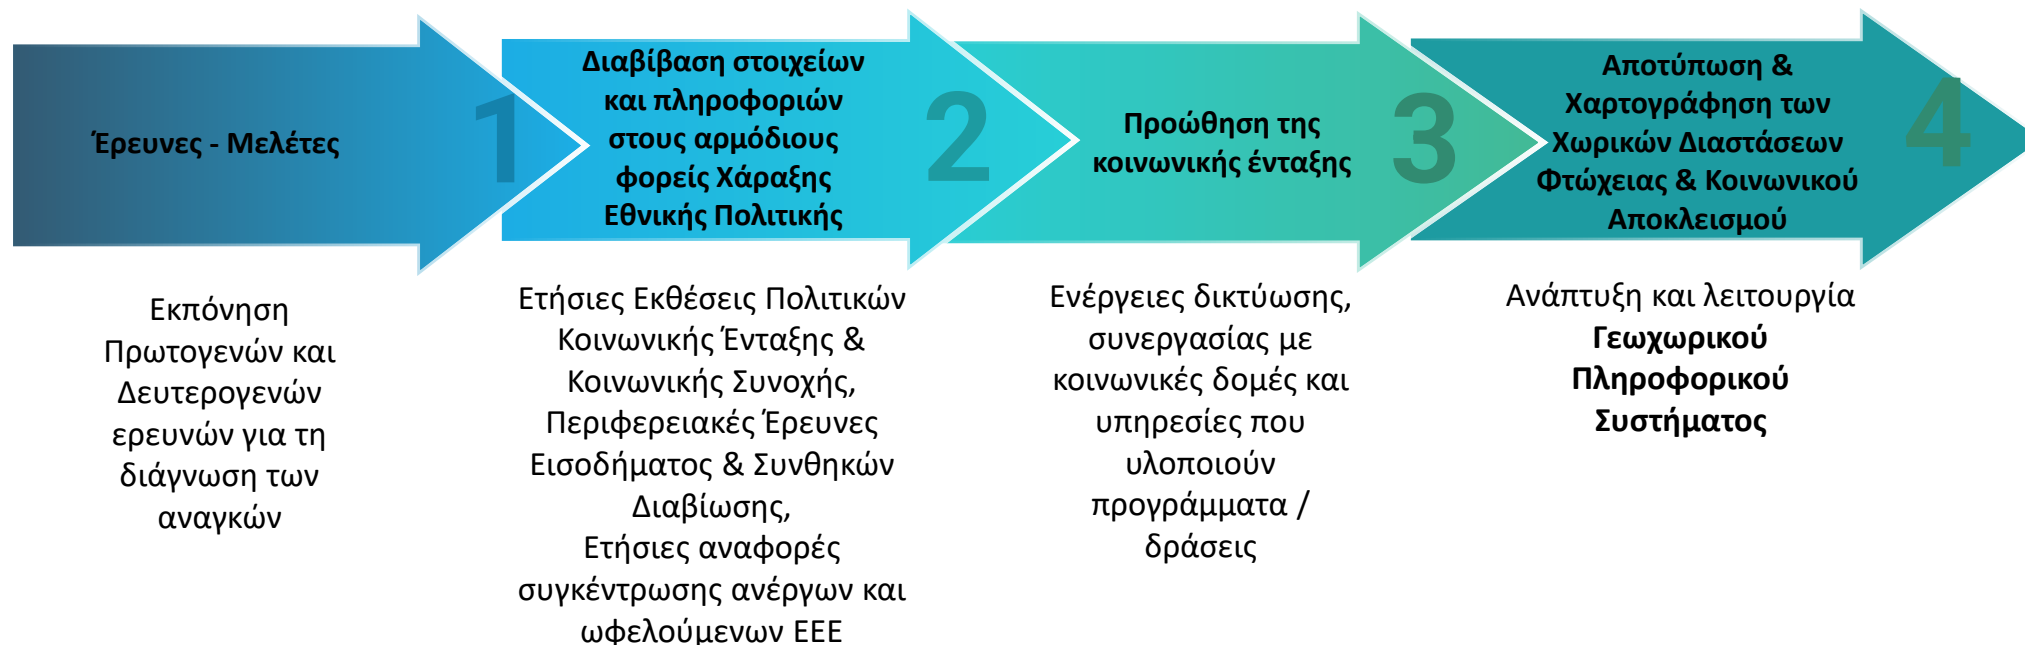 Έρευνες - Μελέτες
1
Εκπόνηση
Πρωτογενών και
Δευτερογενών
ερευνών για τη
διάγνωση των
αναγκών
Διαβίβαση στοιχείων
και πληροφοριών
στους αρμόδιους
φορείς Χάραξης
Εθνικής Πολιτικής
2
Ετήσιες Εκθέσεις Πολιτικών
Κοινωνικής Ένταξης &
Κοινωνικής Συνοχής,
Περιφερειακές Έρευνες
Εισοδήματος & Συνθηκών
Διαβίωσης,
Ετήσιες αναφορές
συγκέντρωσης ανέργων και
ωφελούμενων ΕΕΕ
Προώθηση της
κοινωνικής ένταξης
3
Ενέργειες δικτύωσης,
συνεργασίας με
κοινωνικές δομές και
υπηρεσίες που
υλοποιούν
προγράμματα /
δράσεις
Αποτύπωση &
Χαρτογράφηση των
Χωρικών Διαστάσεων
Φτώχειας & Κοινωνικού
Αποκλεισμού
4
Ανάπτυξη και λειτουργία
Γεωχωρικού
Πληροφορικού
Συστήματος